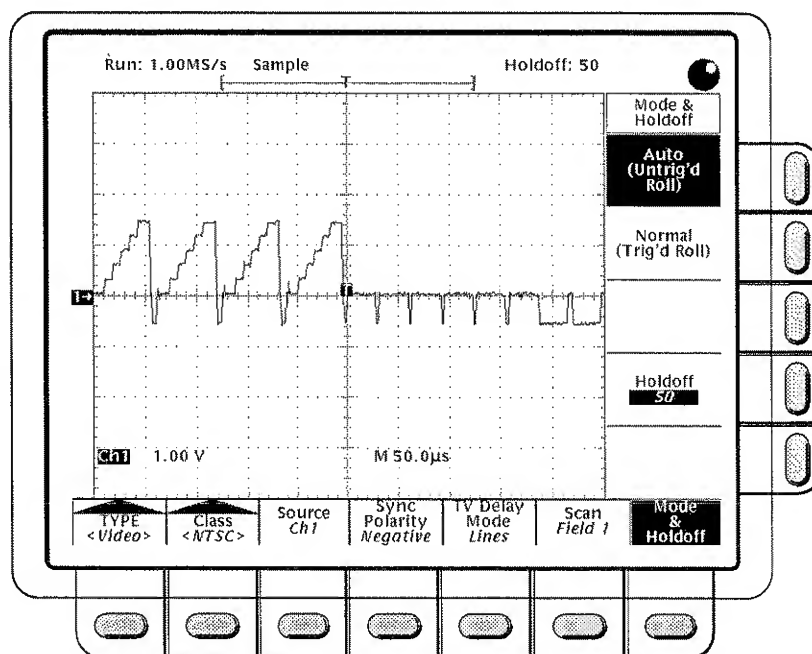 Run: 1.00MS/s Sample Holdoff: 50
Mode &
Holdoff
Auto
(Untrig'd
Roll)
Normal
(Trig'd Roll)
T
1
Holdoff
50
Ch1 1.00 V M 50.0µs
TYPE
<Video>
Class
<NTSC>
Source
Ch1
Sync
Polarity
Negative
TV Delay
Mode
Lines
Scan
Field 1
Mode
&
Holdoff